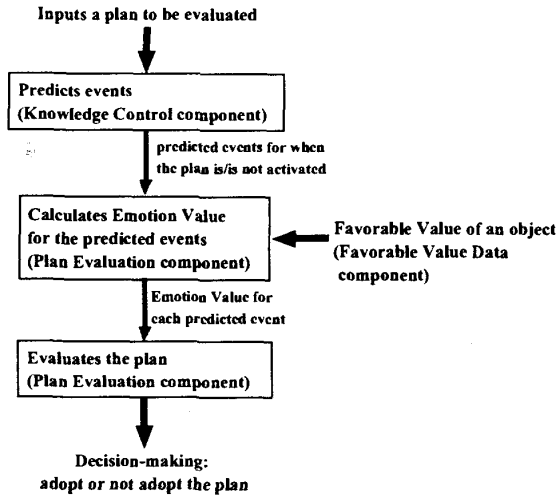 Inputs a plan to be evaluated
Predicts events
(Knowledge Control component)
predicted events for when
the plan is/is not activated
Calculates Emotion Value
for the predicted events
(Plan Evaluation component)
Favorable Value of an object
(Favorable Value Data
component)
Emotion Value for
each predicted event
Evaluates the plan
(Plan Evaluation component)
Decision-making:
adopt or not adopt the plan